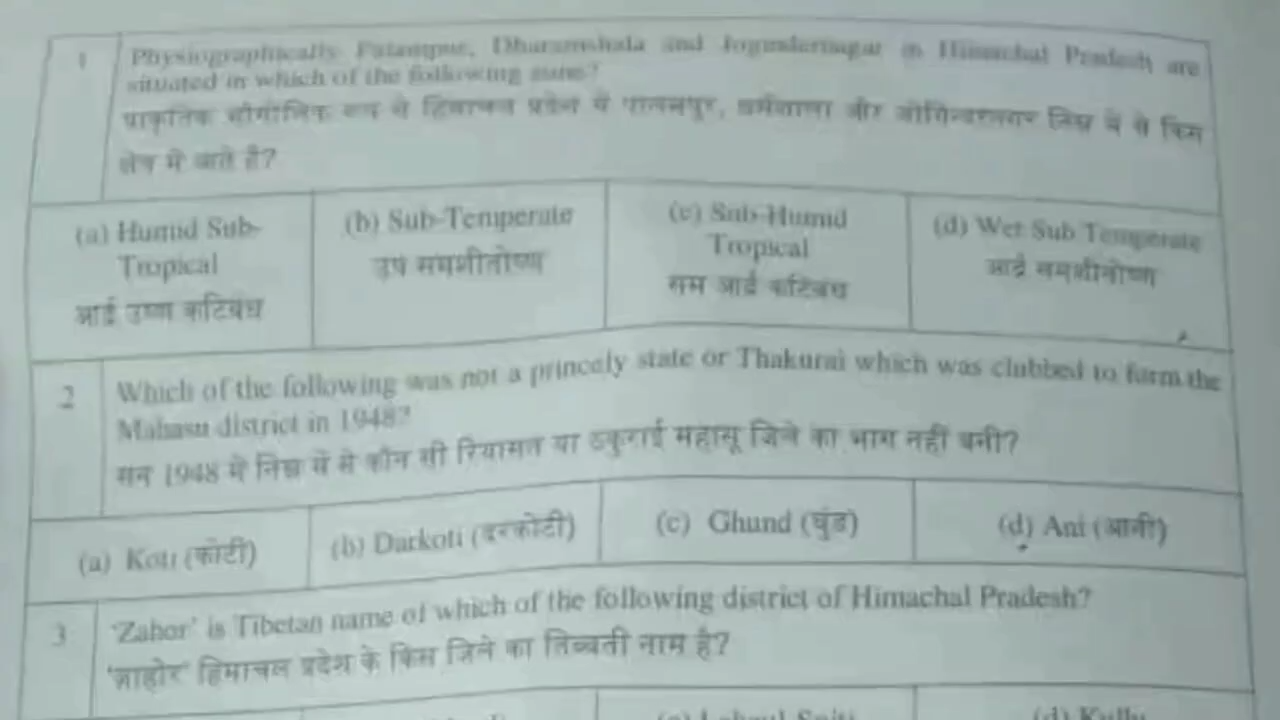 1 Physiographically Palampur, Dharamshala and Jogindernagar in Himachal Pradesh are
situated in which of the following zone?
प्राकृतिक भौगोलिक रूप से हिमाचल प्रदेश में पालमपुर, धर्मशाला और जोगिन्दरनगर निम्न में से किस
क्षेत्र में आते है?
(a) Humid Sub-
Tropical
आर्द्र उष्ण कटिबंध
(b) Sub-Temperate
उप समशीतोष्ण
(c) Sub-Humid
Tropical
सम आर्द्र कटिबंध
(d) Wet Sub Temperate
आर्द्र समशीतोष्ण
2 Which of the following was not a princely state or Thakurai which was clubbed to form the
Mahasu district in 1948?
सन 1948 में निम्न में से कौन सी रियासत या ठकुराई महासू जिले का भाग नहीं बनी?
(a) Koti (कोटी)
(b) Darkoti (दरकोटी)
(c) Ghund (घुंड)
(d) Ani (आनी)
3 'Zahor' is Tibetan name of which of the following district of Himachal Pradesh?
'ज़ाहोर' हिमाचल प्रदेश के किस जिले का तिब्बती नाम है?
(c) Lahaul Spiti
(d) Kullu